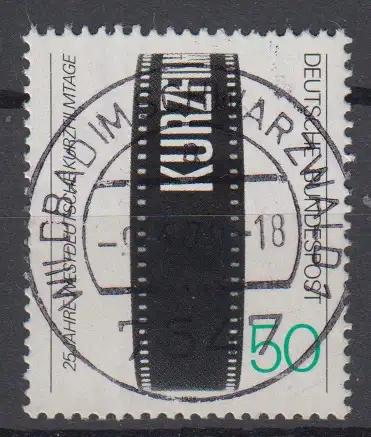 25 JAHRE WESTDEUTSCHE KURZFILMTAGE
KURZFILM
DEUTSCHE BUNDESPOST
50
WILDBAD IM SCHWARZWALD 1
a
-18
7547